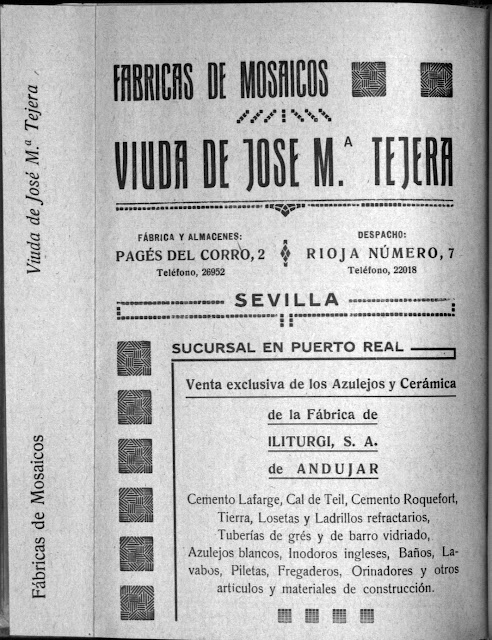 Viuda de José M.ª Tejera
Fábricas de Mosaicos
FABRICAS DE MOSAICOS
VIUDA DE JOSE M.ª TEJERA
FÁBRICA Y ALMACENES:
PAGÉS DEL CORRO, 2
Teléfono, 26952
DESPACHO:
RIOJA NÚMERO, 7
Teléfono, 22018
SEVILLA
SUCURSAL EN PUERTO REAL
Venta exclusiva de los Azulejos y Cerámica
de la Fábrica de
ILITURGI, S. A.
de ANDUJAR
Cemento Lafarge, Cal de Teil, Cemento Roquefort,
Tierra, Losetas y Ladrillos refractarios,
Tuberías de grés y de barro vidriado,
Azulejos blancos, Inodoros ingleses, Baños, La-
vabos, Piletas, Fregaderos, Orinadores y otros
artículos y materiales de construcción.